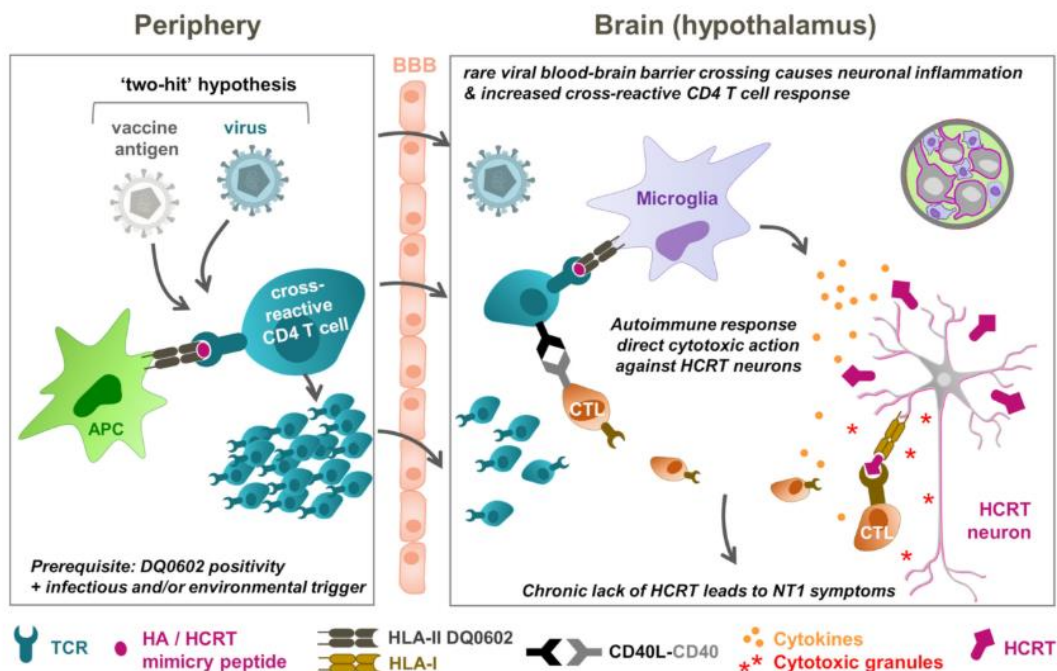 Periphery
Brain (hypothalamus)
‘two-hit’ hypothesis
vaccine
antigen
virus
cross-
reactive
CD4 T cell
APC
Prerequisite: DQ0602 positivity
+ infectious and/or environmental trigger
BBB
rare viral blood-brain barrier crossing causes neuronal inflammation
& increased cross-reactive CD4 T cell response
Microglia
Autoimmune response
direct cytotoxic action
against HCRT neurons
CTL
CTL
HCRT
HCRT
neuron
Chronic lack of HCRT leads to NT1 symptoms
TCR
HA / HCRT
mimicry peptide
HLA-II DQ0602
HLA-I
CD40L-CD40
Cytokines
Cytotoxic granules
HCRT